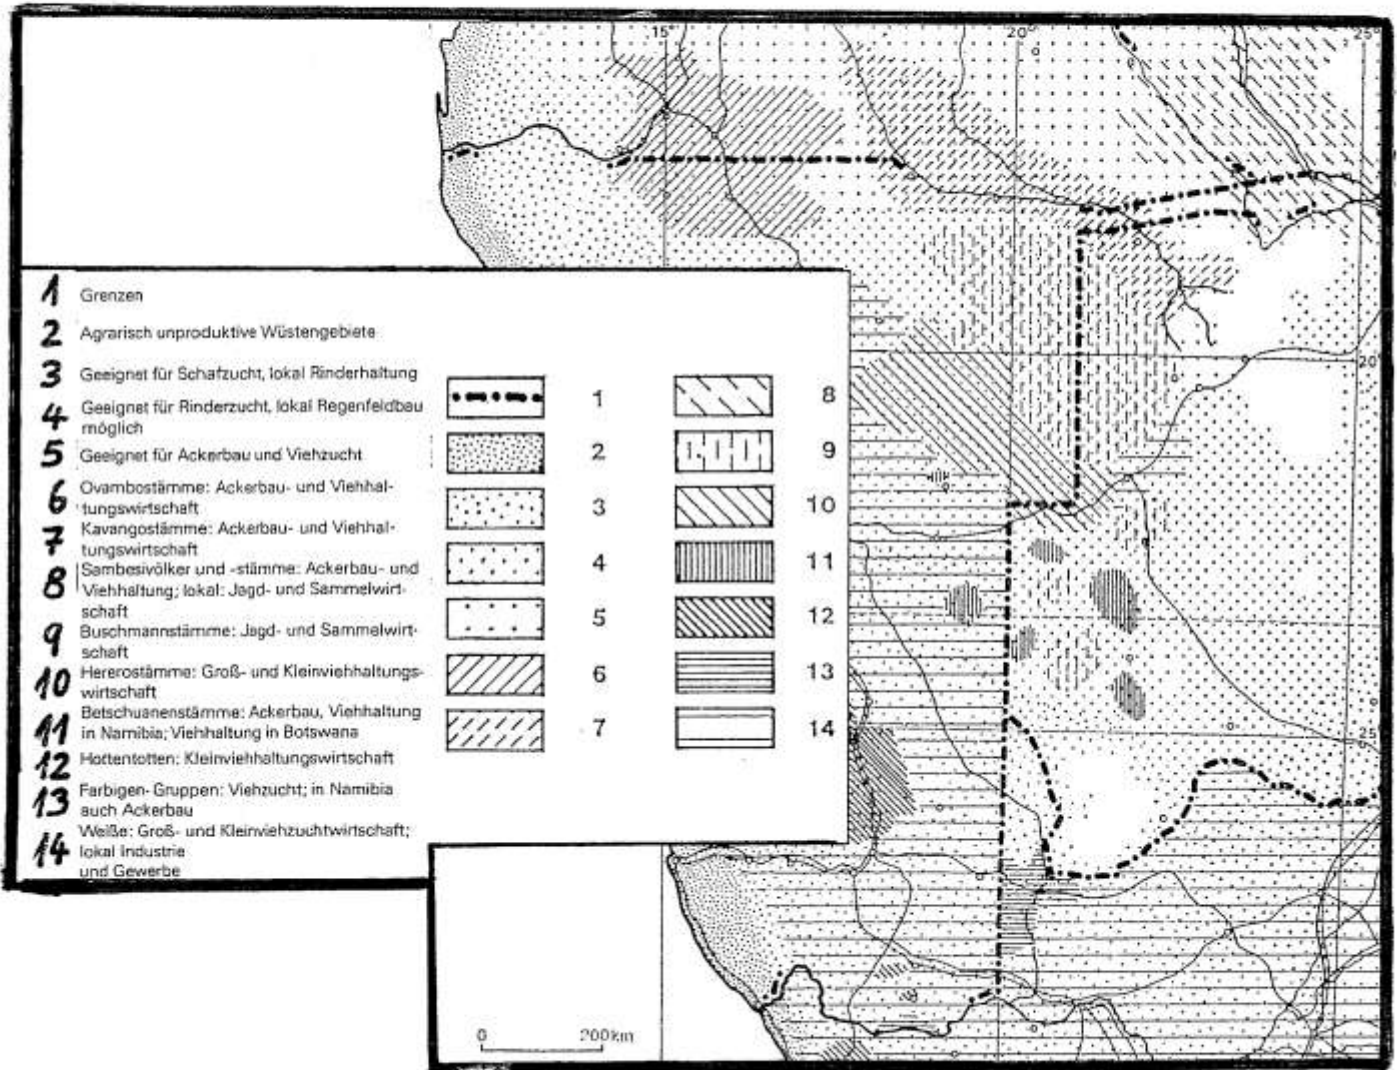 15°
20°
25°
1 Grenzen
2 Agrarisch unproduktive Wüstengebiete
3 Geeignet für Schafzucht, lokal Rinderhaltung
4 Geeignet für Rinderzucht, lokal Regenfeldbau
möglich
5 Geeignet für Ackerbau und Viehzucht
6 Ovambostämme: Ackerbau- und Viehhal-
tungswirtschaft
7 Kavangostämme: Ackerbau- und Viehhal-
tungswirtschaft
8 Sambesivölker und -stämme: Ackerbau- und
Viehhaltung; lokal: Jagd- und Sammelwirt-
schaft
9 Buschmannstämme: Jagd- und Sammelwirt-
schaft
10 Hererostämme: Groß- und Kleinviehhaltungs-
wirtschaft
11 Betschuanenstämme: Ackerbau, Viehhaltung
in Namibia; Viehhaltung in Botswana
12 Hottentotten: Kleinviehhaltungswirtschaft
13 Farbigen-Gruppen: Viehzucht; in Namibia
auch Ackerbau
14 Weiße: Groß- und Kleinviehzuchtwirtschaft;
lokal Industrie
und Gewerbe
1
2
3
4
5
6
7
8
9
10
11
12
13
14
20°
25°
0 200km